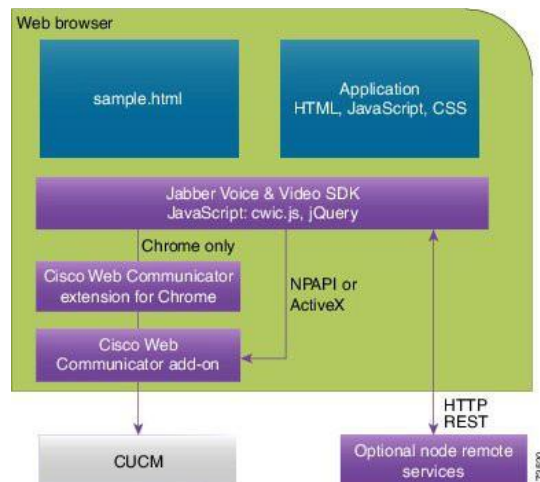 Web browser
sample.html
Application
HTML, JavaScript, CSS
Jabber Voice & Video SDK
JavaScript: cwic.js, jQuery
Chrome only
Cisco Web Communicator
extension for Chrome
NPAPI or
ActiveX
Cisco Web
Communicator add-on
HTTP
REST
CUCM
Optional node remote
services